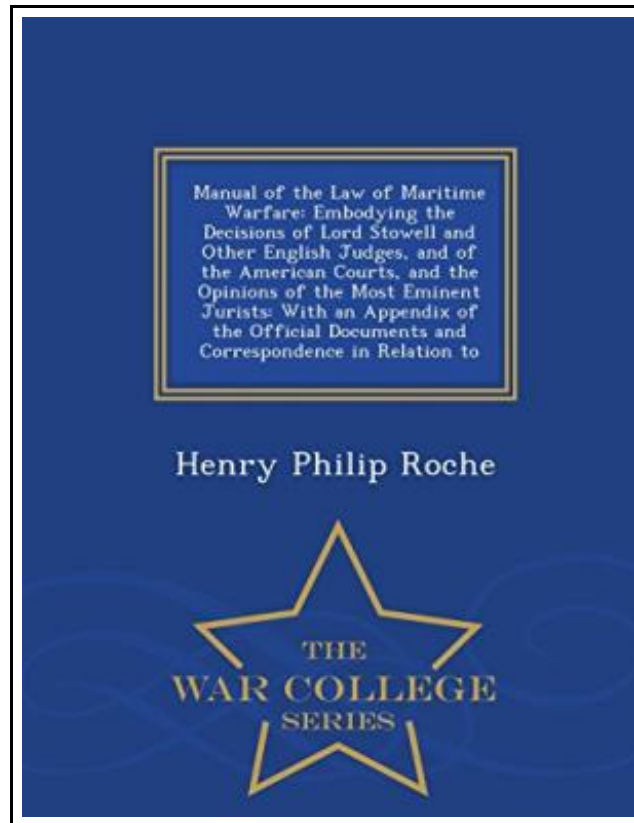 Manual of the Law of Maritime
Warfare: Embodying the
Decisions of Lord Stowell and
Other English Judges, and of
the American Courts, and the
Opinions of the Most Eminent
Jurists: With an Appendix of
the Official Documents and
Correspondence in Relation to
Henry Philip Roche
THE
WAR COLLEGE
SERIES